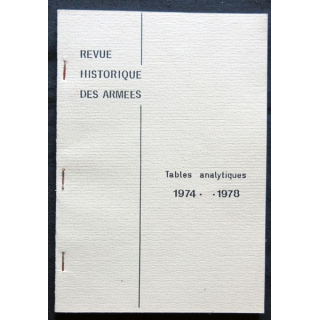 REVUE
HISTORIQUE
DES ARMEES
Tables analytiques
1974 · · 1978